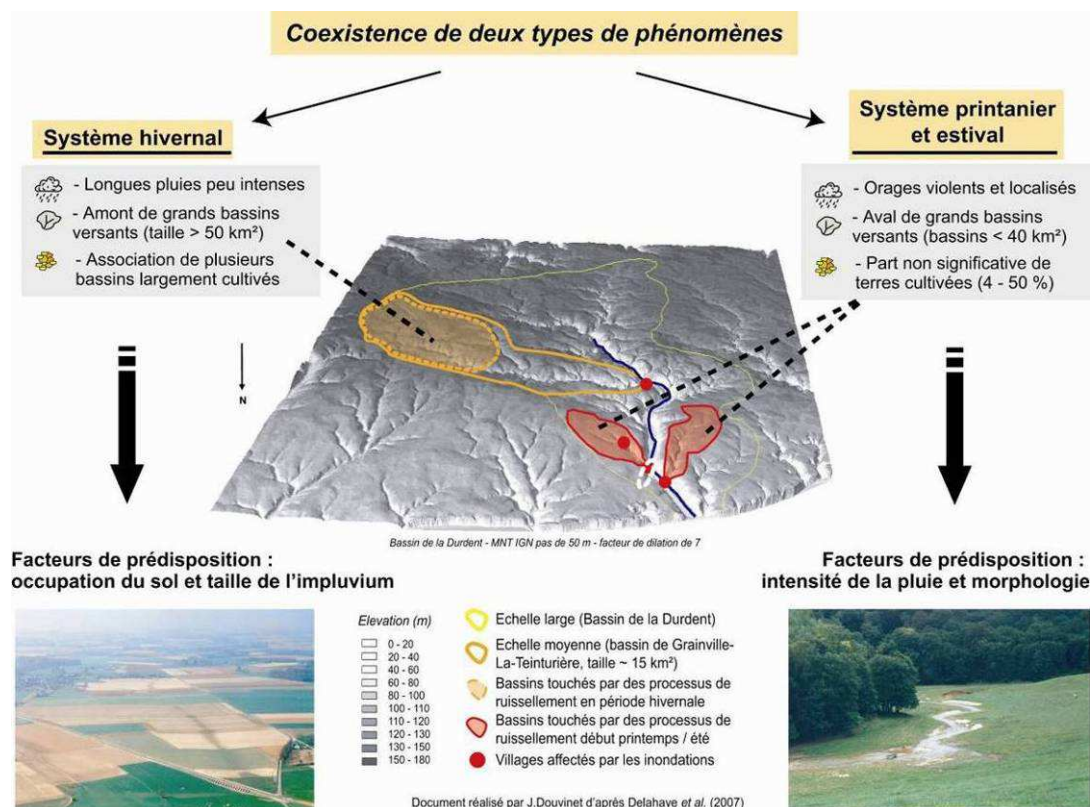 Coexistence de deux types de phénomènes
Système hivernal
- Longues pluies peu intenses
- Amont de grands bassins
versants (taille > 50 km²)
- Association de plusieurs
bassins largement cultivés
Système printanier
et estival
- Orages violents et localisés
- Aval de grands bassins
versants (bassins < 40 km²)
- Part non significative de
terres cultivées (4 - 50 %)
N
Bassin de la Durdent - MNT IGN pas de 50 m - facteur de dilation de 7
Facteurs de prédisposition :
occupation du sol et taille de l'impluvium
Facteurs de prédisposition :
intensité de la pluie et morphologie
Elevation (m)
0 - 20
20 - 40
40 - 60
60 - 80
80 - 100
100 - 110
110 - 120
120 - 130
130 - 150
150 - 180
Echelle large (Bassin de la Durdent)
Echelle moyenne (bassin de Grainville-
La-Teinturière, taille ~ 15 km²)
Bassins touchés par des processus de
ruissellement en période hivernale
Bassins touchés par des processus de
ruissellement début printemps / été
Villages affectés par les inondations
Document réalisé par J.Douvinet d'après Delahaye et al. (2007)